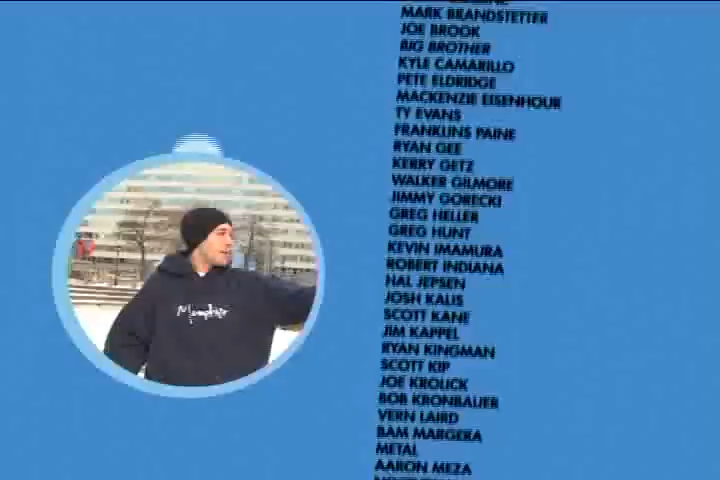 MARK BRANDSTETTER
JOE BROOK
BIG BROTHER
KYLE CAMARILLO
PETE ELDRIDGE
MACKENZIE EISENHOUR
TY EVANS
FRANKLINS PAINE
RYAN GEE
KERRY GETZ
WALKER GILMORE
JIMMY GORECKI
GREG HELLER
GREG HUNT
KEVIN IMAMURA
ROBERT INDIANA
HAL JEPSEN
JOSH KALIS
SCOTT KANE
JIM KAPPEL
RYAN KINGMAN
SCOTT KIP
JOE KROLICK
BOB KRONBAUER
VERN LAIRD
BAM MARGERA
METAL
AARON MEZA